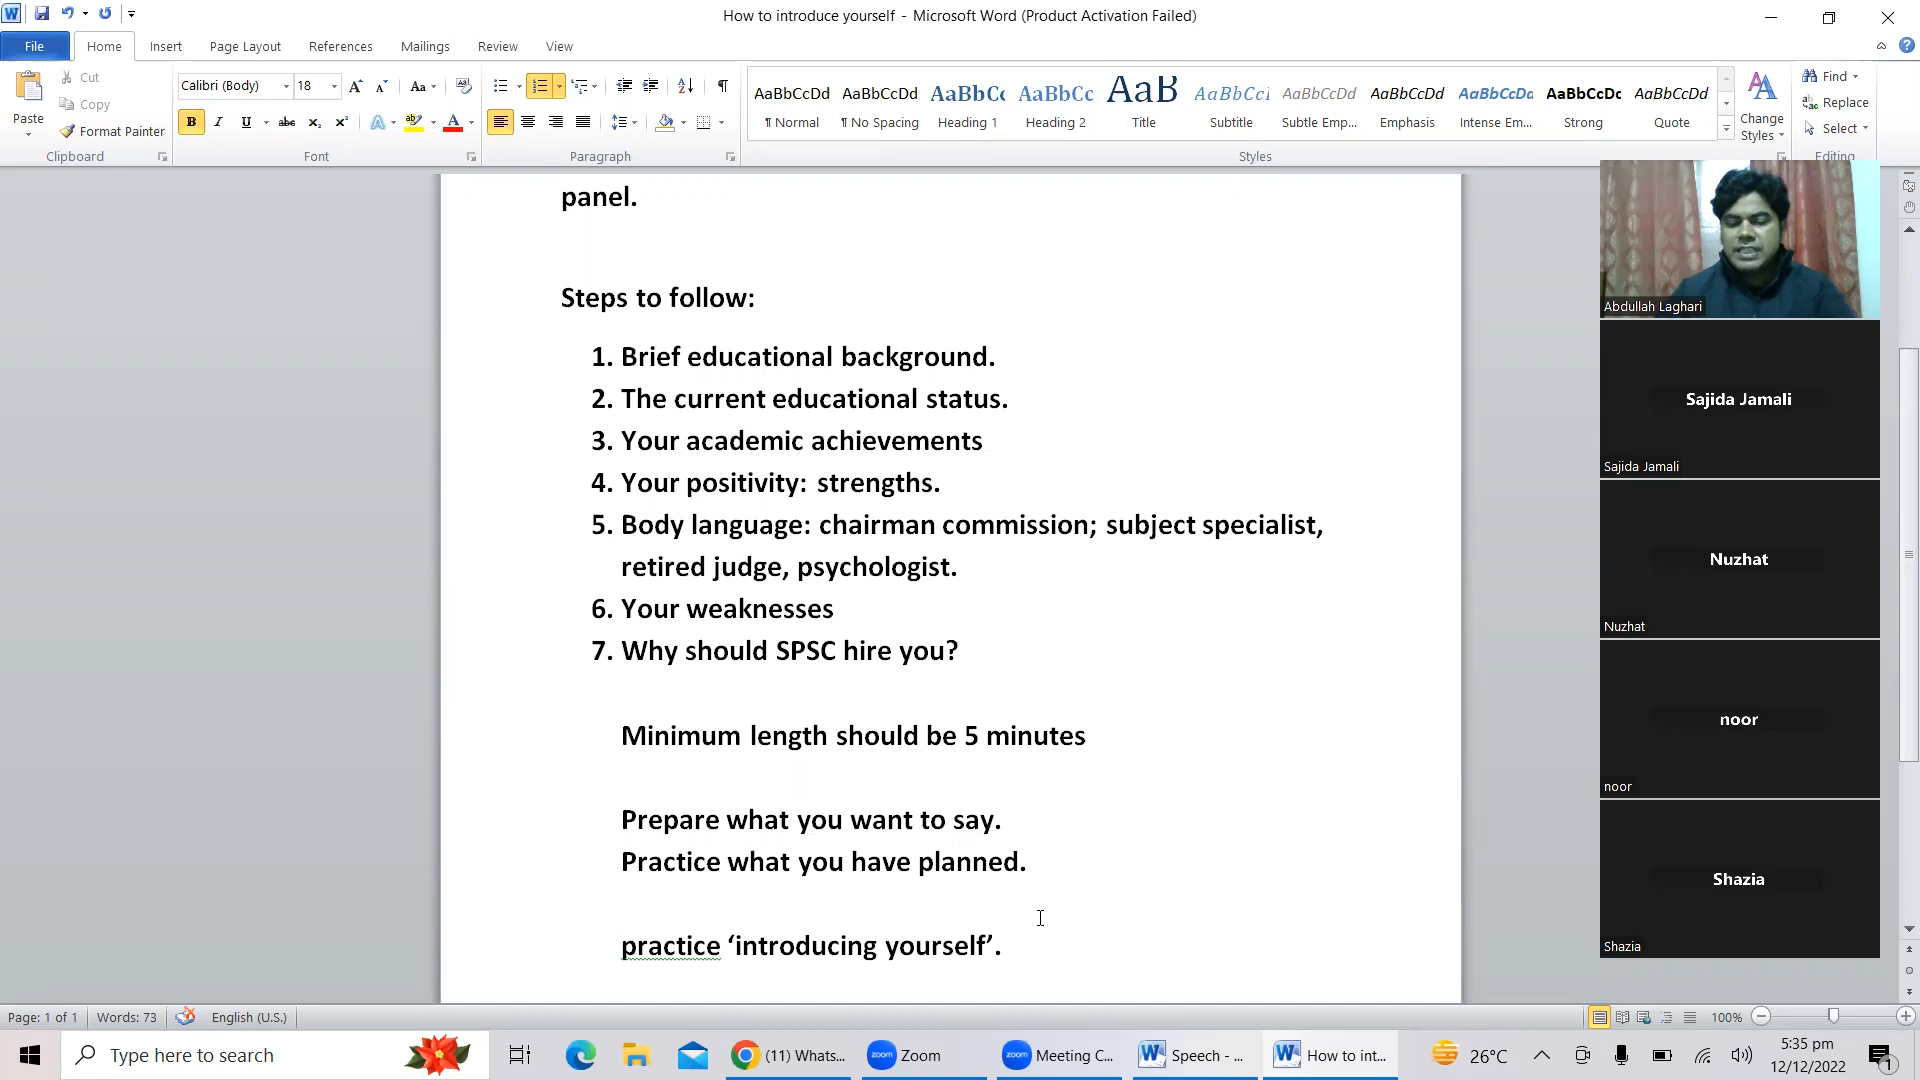 How to introduce yourself - Microsoft Word (Product Activation Failed)
File Home Insert Page Layout References Mailings Review View
Paste
Cut
Copy
Format Painter
Clipboard
Calibri (Body) 18
Font
Paragraph
AaBbCcDd AaBbCcDd AaBbCc AaBbCc AaB AaBbCcI AaBbCcDd AaBbCcDd AaBbCcDd AaBbCcDc AaBbCcDd
¶ Normal ¶ No Spacing Heading 1 Heading 2 Title Subtitle Subtle Emp... Emphasis Intense Em... Strong Quote
Styles
Change
Styles
Find
Replace
Select
Editing
panel.
Steps to follow:
1. Brief educational background.
2. The current educational status.
3. Your academic achievements
4. Your positivity: strengths.
5. Body language: chairman commission; subject specialist,
retired judge, psychologist.
6. Your weaknesses
7. Why should SPSC hire you?
Minimum length should be 5 minutes
Prepare what you want to say.
Practice what you have planned.
practice ‘introducing yourself’.
Abdullah Laghari
Sajida Jamali
Sajida Jamali
Nuzhat
Nuzhat
noor
noor
Shazia
Shazia
Page: 1 of 1 Words: 73 English (U.S.) 100%
Type here to search
(11) Whats...
Zoom
Meeting C...
Speech - ...
How to int...
26°C
5:35 pm
12/12/2022
1